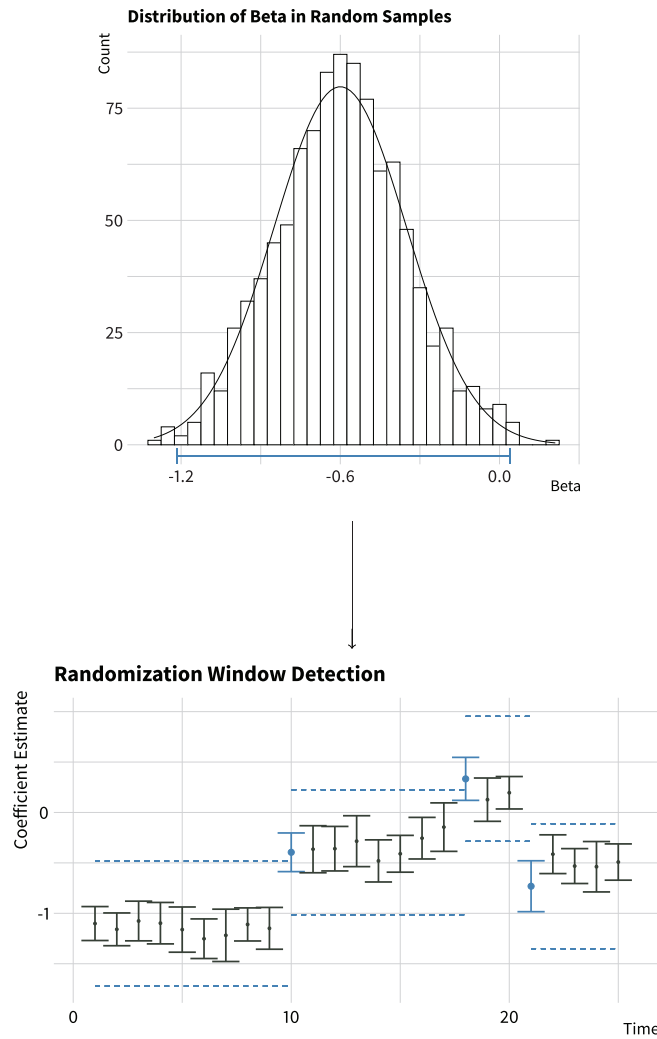 Distribution of Beta in Random Samples
Count
75
50
25
0
-1.2 -0.6 0.0
Beta
Randomization Window Detection
Coefficient Estimate
0
-1
0 10 20
Time